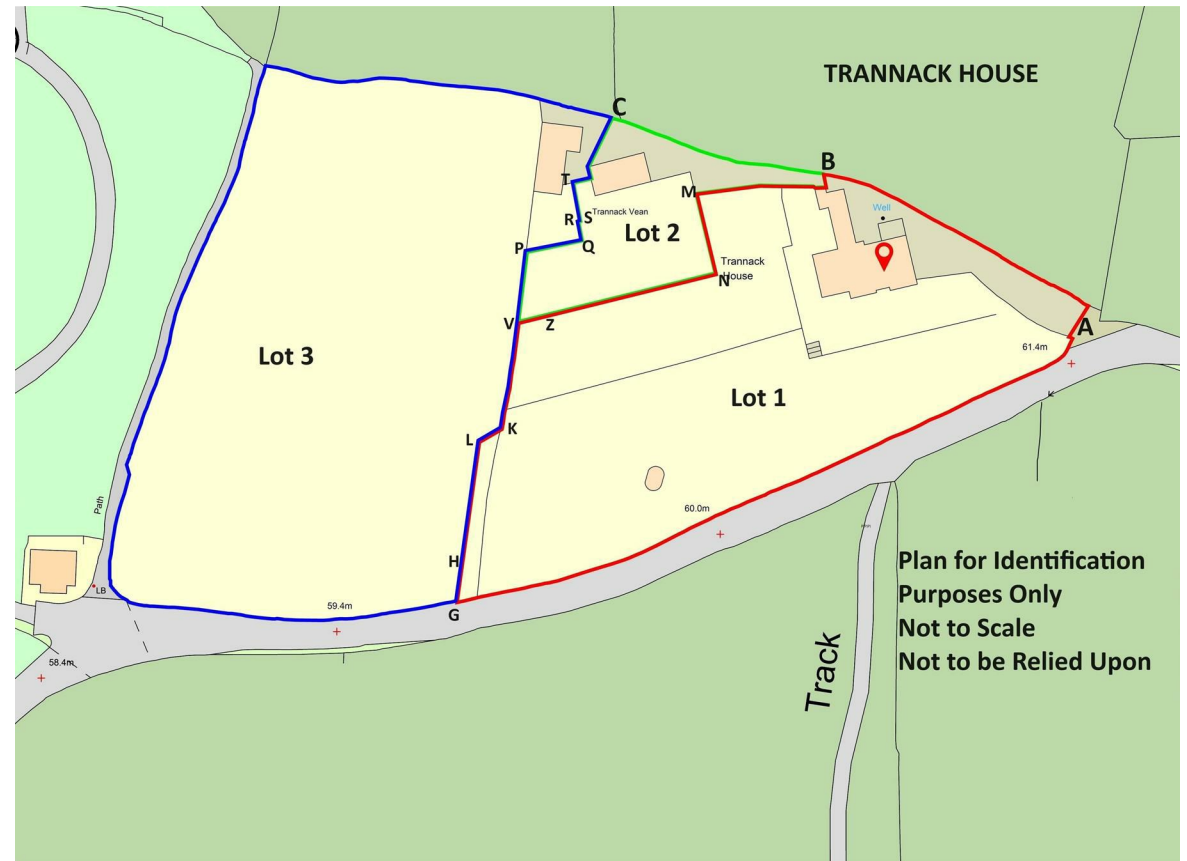 TRANNACK HOUSE
C
B
Well
T
M
R
S
Trannack Vean
Lot 2
P
Q
Trannack
House
N
V
Z
A
61.4m
Lot 3
Lot 1
K
L
Path
60.0m
H
LB
59.4m
G
58.4m
Plan for Identification
Purposes Only
Not to Scale
Not to be Relied Upon
Track